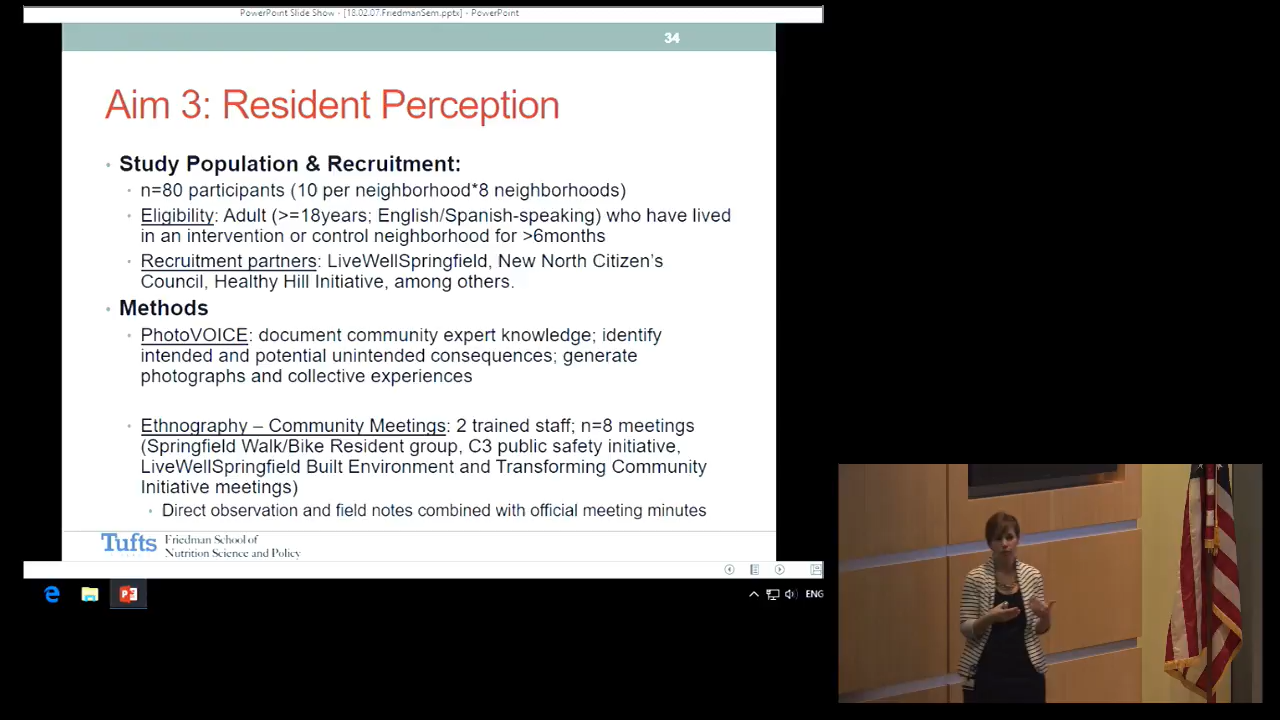 PowerPoint Slide Show - [18.02.07.FriedmanSem.pptx] - PowerPoint
34
Aim 3: Resident Perception
Study Population & Recruitment:
n=80 participants (10 per neighborhood*8 neighborhoods)
Eligibility: Adult (>=18years; English/Spanish-speaking) who have lived
in an intervention or control neighborhood for >6months
Recruitment partners: LiveWellSpringfield, New North Citizen's
Council, Healthy Hill Initiative, among others.
Methods
PhotoVOICE: document community expert knowledge; identify
intended and potential unintended consequences; generate
photographs and collective experiences
Ethnography – Community Meetings: 2 trained staff; n=8 meetings
(Springfield Walk/Bike Resident group, C3 public safety initiative,
LiveWellSpringfield Built Environment and Transforming Community
Initiative meetings)
Direct observation and field notes combined with official meeting minutes
Tufts
Friedman School of
Nutrition Science and Policy
ENG